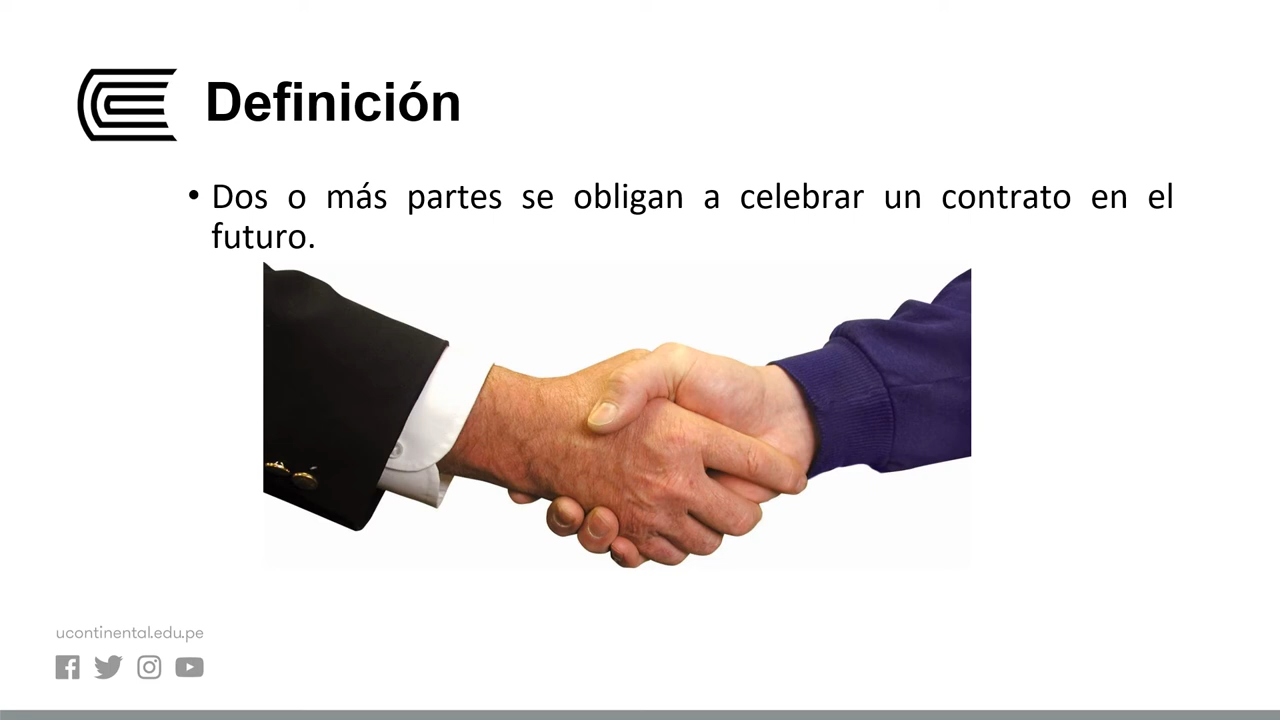 Definición
• Dos o más partes se obligan a celebrar un contrato en el
futuro.
ucontinental.edu.pe